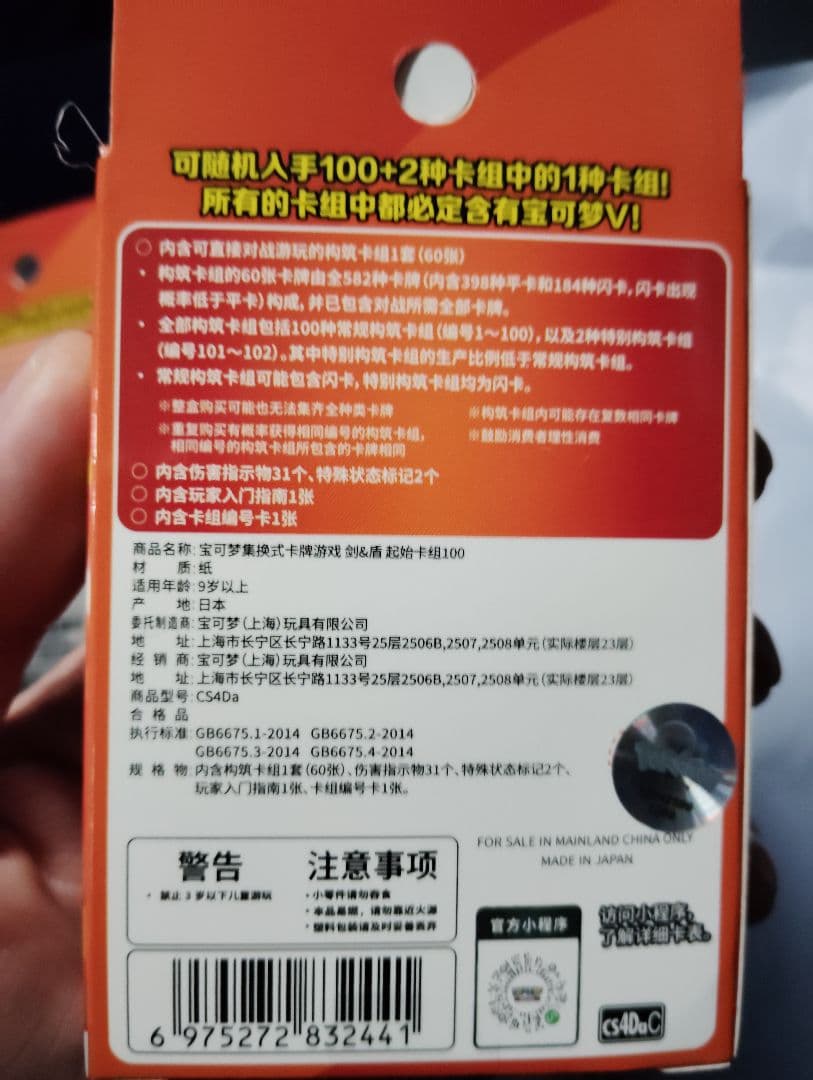 可随机入手100+2种卡组中的1种卡组!
所有的卡组中都必定含有宝可梦V!
○ 内含可直接对战游玩的构筑卡组1套(60张)
· 构筑卡组的60张卡牌由全582种卡牌(内含398种平卡和184种闪卡,闪卡出现
概率低于平卡)构成,并已包含对战所需全部卡牌。
· 全部构筑卡组包括100种常规构筑卡组(编号1～100),以及2种特别构筑卡组
(编号101～102)。其中特别构筑卡组的生产比例低于常规构筑卡组。
· 常规构筑卡组可能包含闪卡,特别构筑卡组均为闪卡。
※整盒购买可能也无法集齐全种类卡牌 ※构筑卡组内可能存在复数相同卡牌
※重复购买有概率获得相同编号的构筑卡组, ※鼓励消费者理性消费
相同编号的构筑卡组所包含的卡牌相同
○ 内含伤害指示物31个、特殊状态标记2个
○ 内含玩家入门指南1张
○ 内含卡组编号卡1张
商品名称: 宝可梦集换式卡牌游戏 剑&盾 起始卡组100
材 质: 纸
适用年龄: 9岁以上
产 地: 日本
委托制造商: 宝可梦(上海)玩具有限公司
地 址: 上海市长宁区长宁路1133号25层2506B,2507,2508单元(实际楼层23层)
经 销 商: 宝可梦(上海)玩具有限公司
地 址: 上海市长宁区长宁路1133号25层2506B,2507,2508单元(实际楼层23层)
商品型号: CS4Da
合 格 品
执行标准: GB6675.1-2014 GB6675.2-2014
GB6675.3-2014 GB6675.4-2014
规 格 物: 内含构筑卡组1套(60张)、伤害指示物31个、特殊状态标记2个、
玩家入门指南1张、卡组编号卡1张。
FOR SALE IN MAINLAND CHINA ONLY
MADE IN JAPAN
警告
· 禁止3岁以下儿童游玩
注意事项
· 小零件请勿吞食
· 本品易燃,请勿靠近火源
· 塑料包装请及时妥善丢弃
官方小程序
访问小程序,
了解详细卡表。
6 975272 832441
CS4DaC